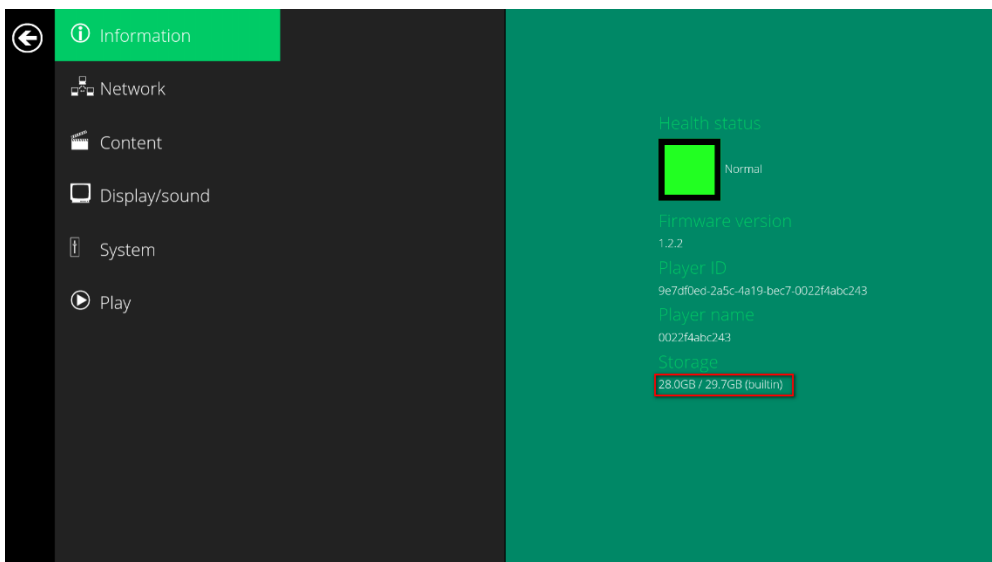 Information
Network
Content
Display/sound
System
Play
Health status
Normal
Firmware version
1.2.2
Player ID
9e7df0ed-2a5c-4a19-bec7-0022f4abc243
Player name
0022f4abc243
Storage
28.0GB / 29.7GB (builtin)